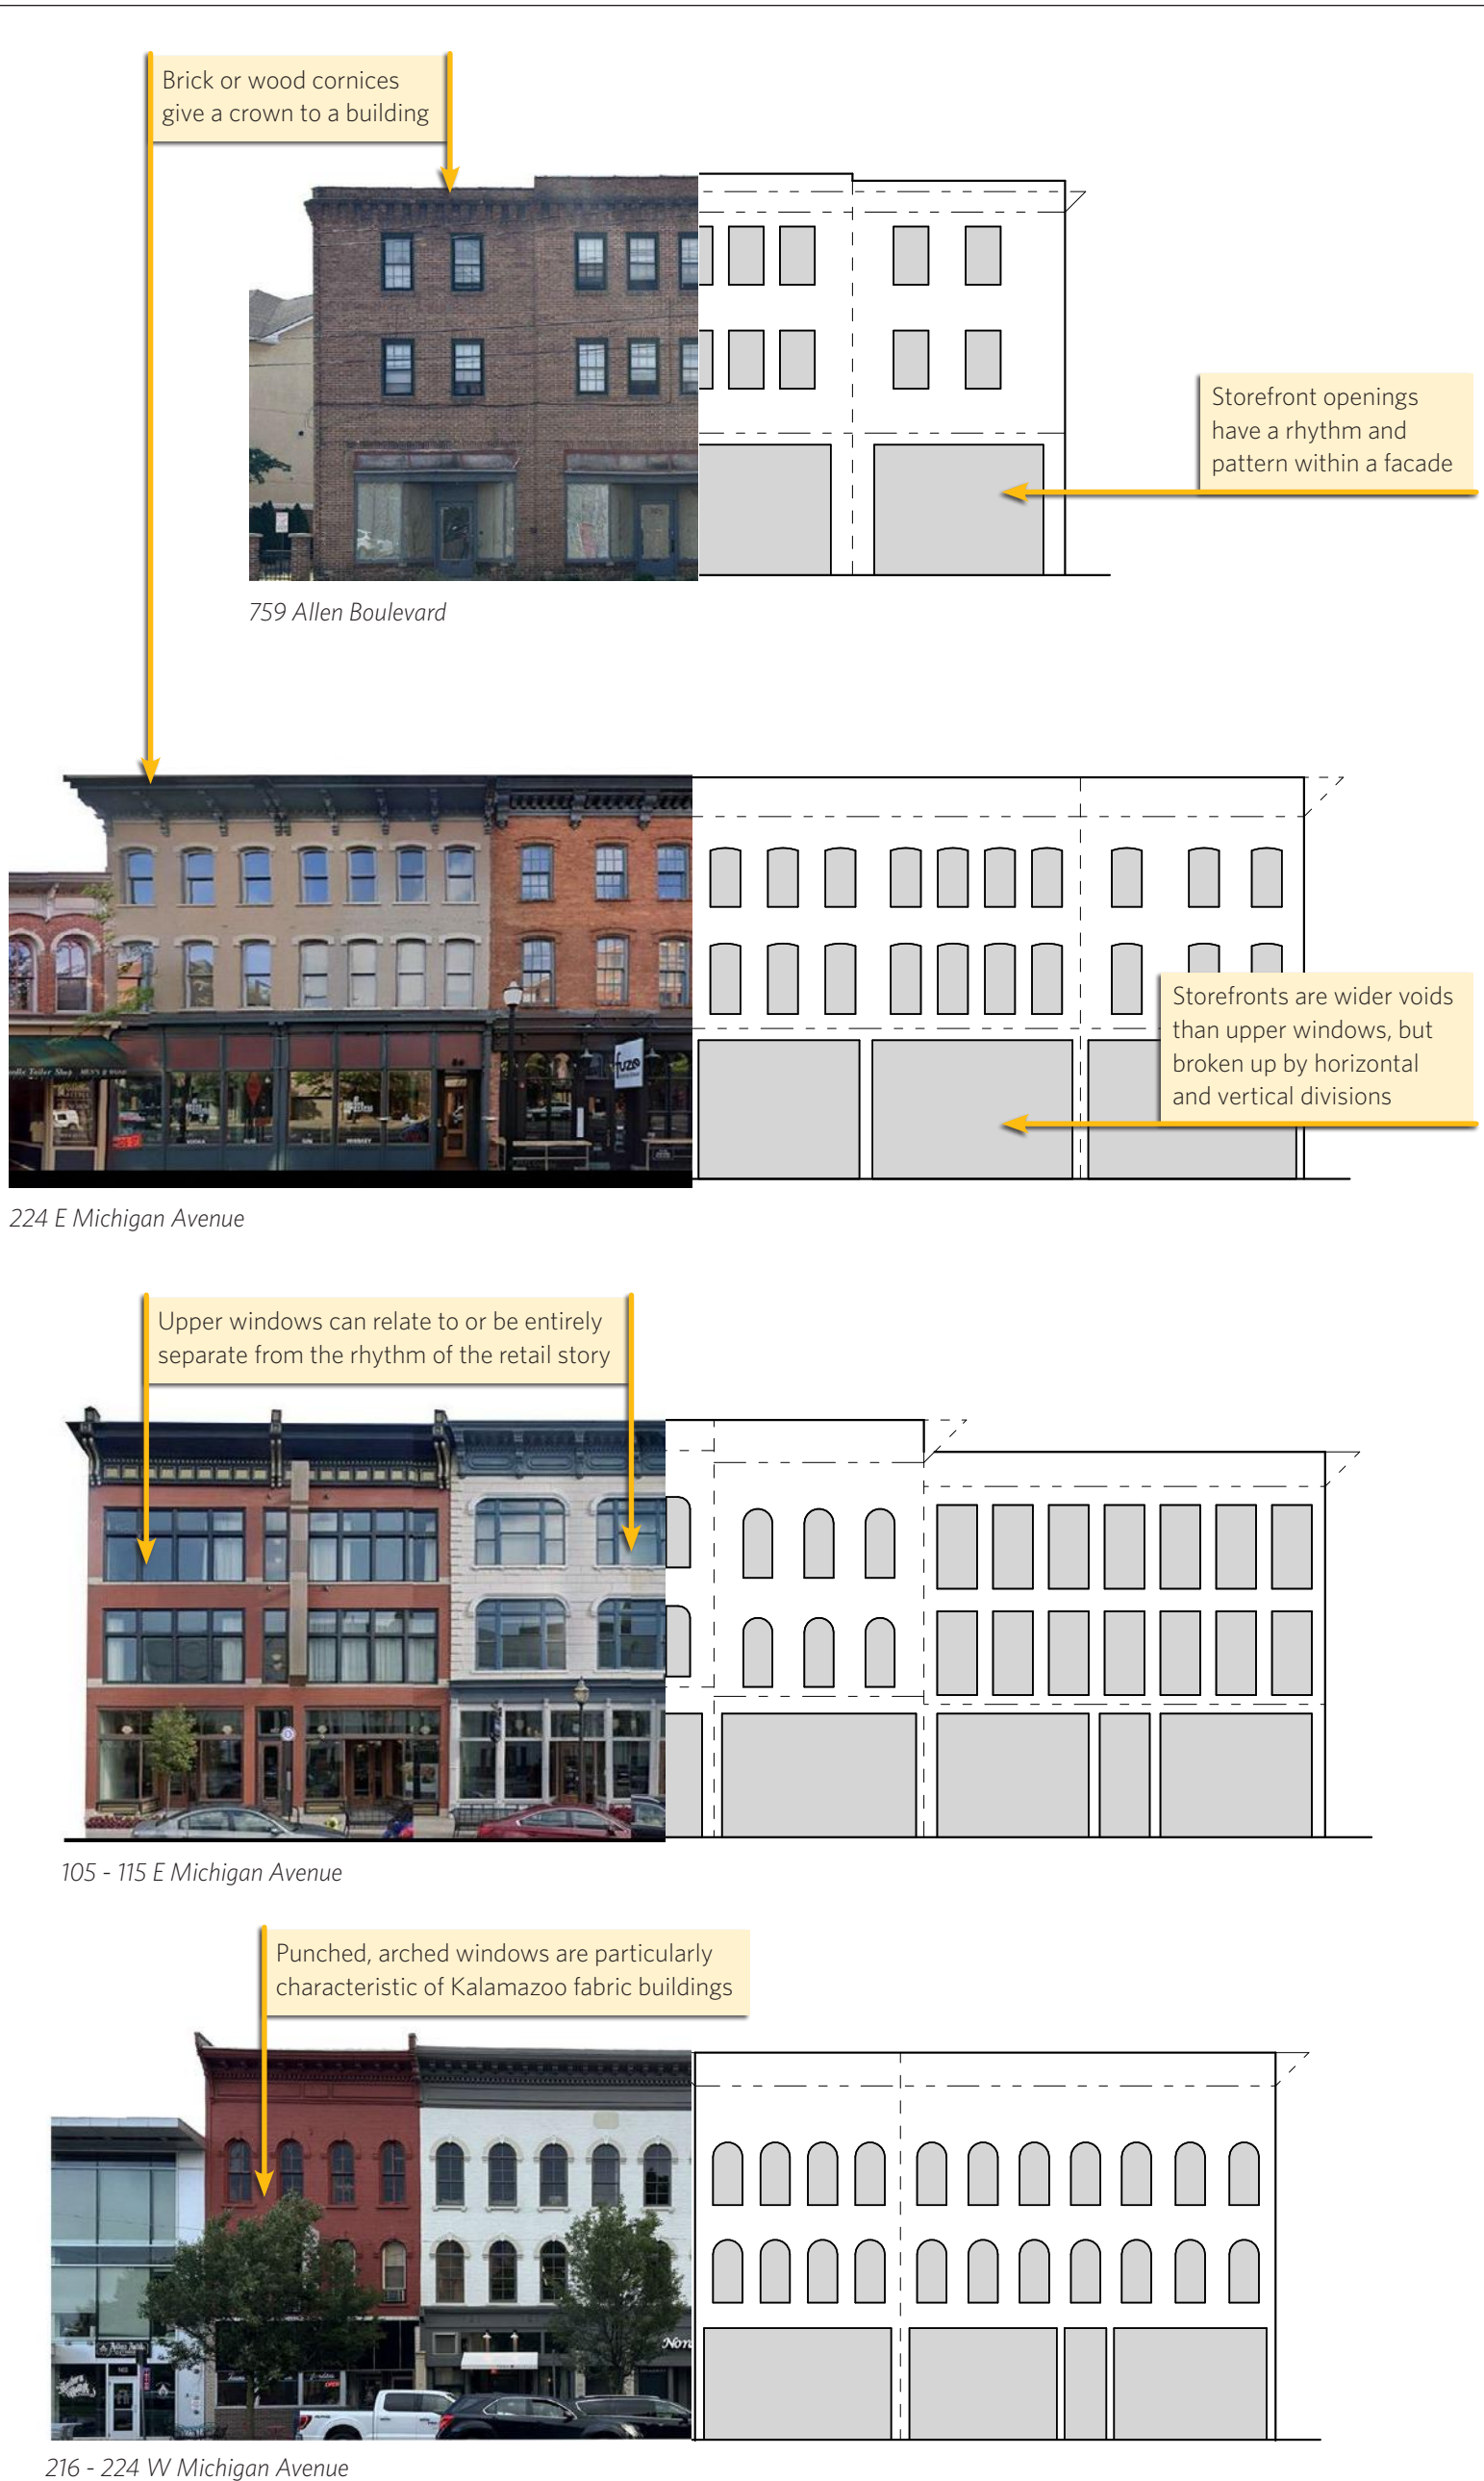 Brick or wood cornices
give a crown to a building
Storefront openings
have a rhythm and
pattern within a facade
759 Allen Boulevard
Storefronts are wider voids
than upper windows, but
broken up by horizontal
and vertical divisions
fuze
224 E Michigan Avenue
Upper windows can relate to or be entirely
separate from the rhythm of the retail story
105 - 115 E Michigan Avenue
Punched, arched windows are particularly
characteristic of Kalamazoo fabric buildings
Non
OPEN
216 - 224 W Michigan Avenue